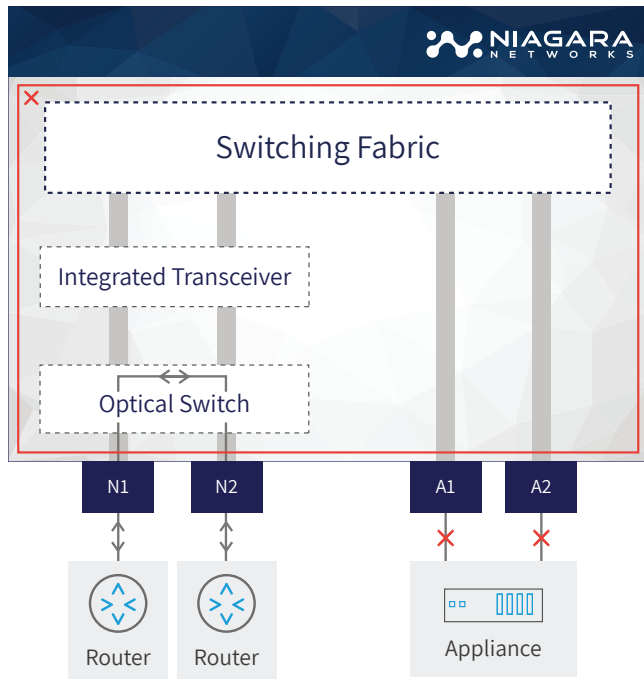 NIAGARA
NETWORKS
Switching Fabric
Integrated Transceiver
Optical Switch
N1
N2
A1
A2
Router
Router
Appliance